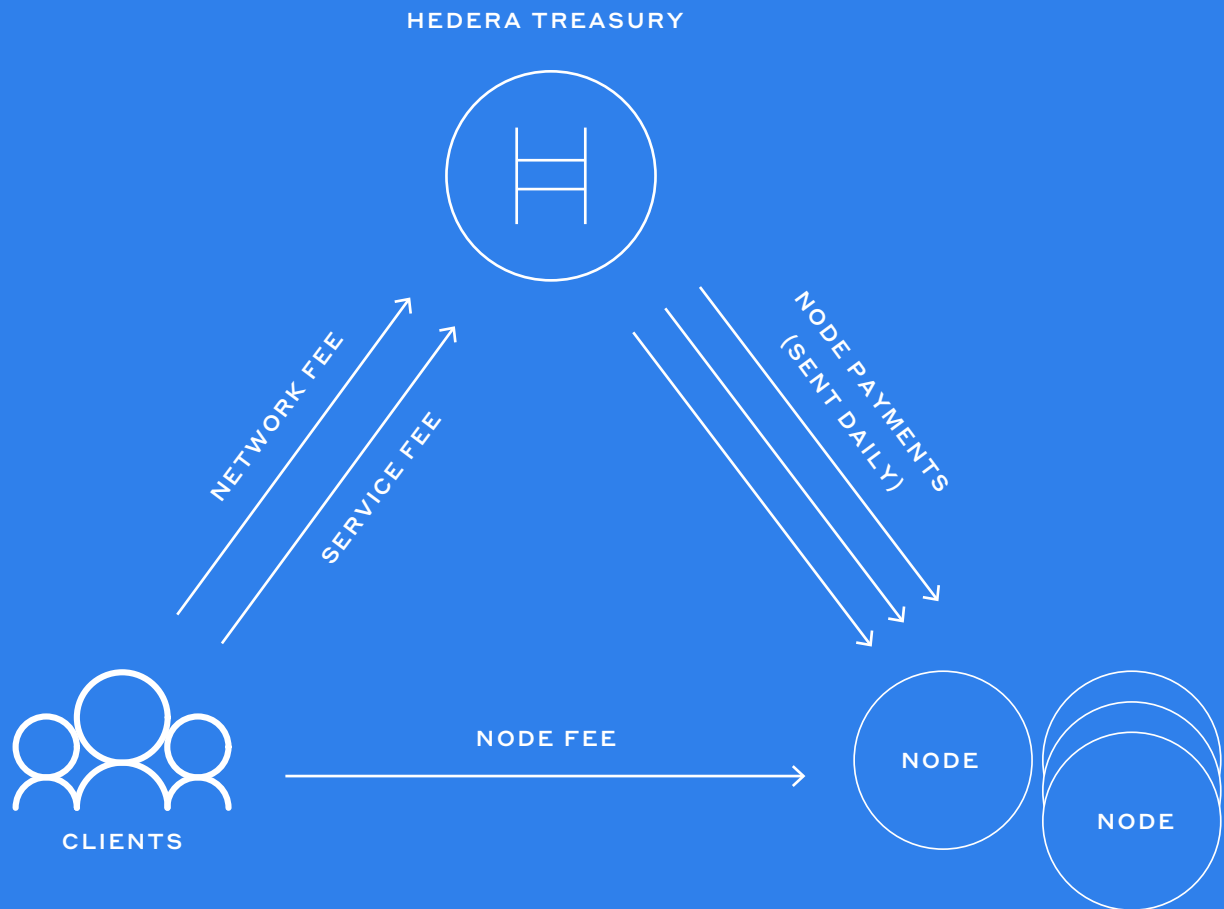 HEDERA TREASURY
NETWORK FEE
SERVICE FEE
NODE PAYMENTS
(SENT DAILY)
NODE FEE
NODE
NODE
CLIENTS